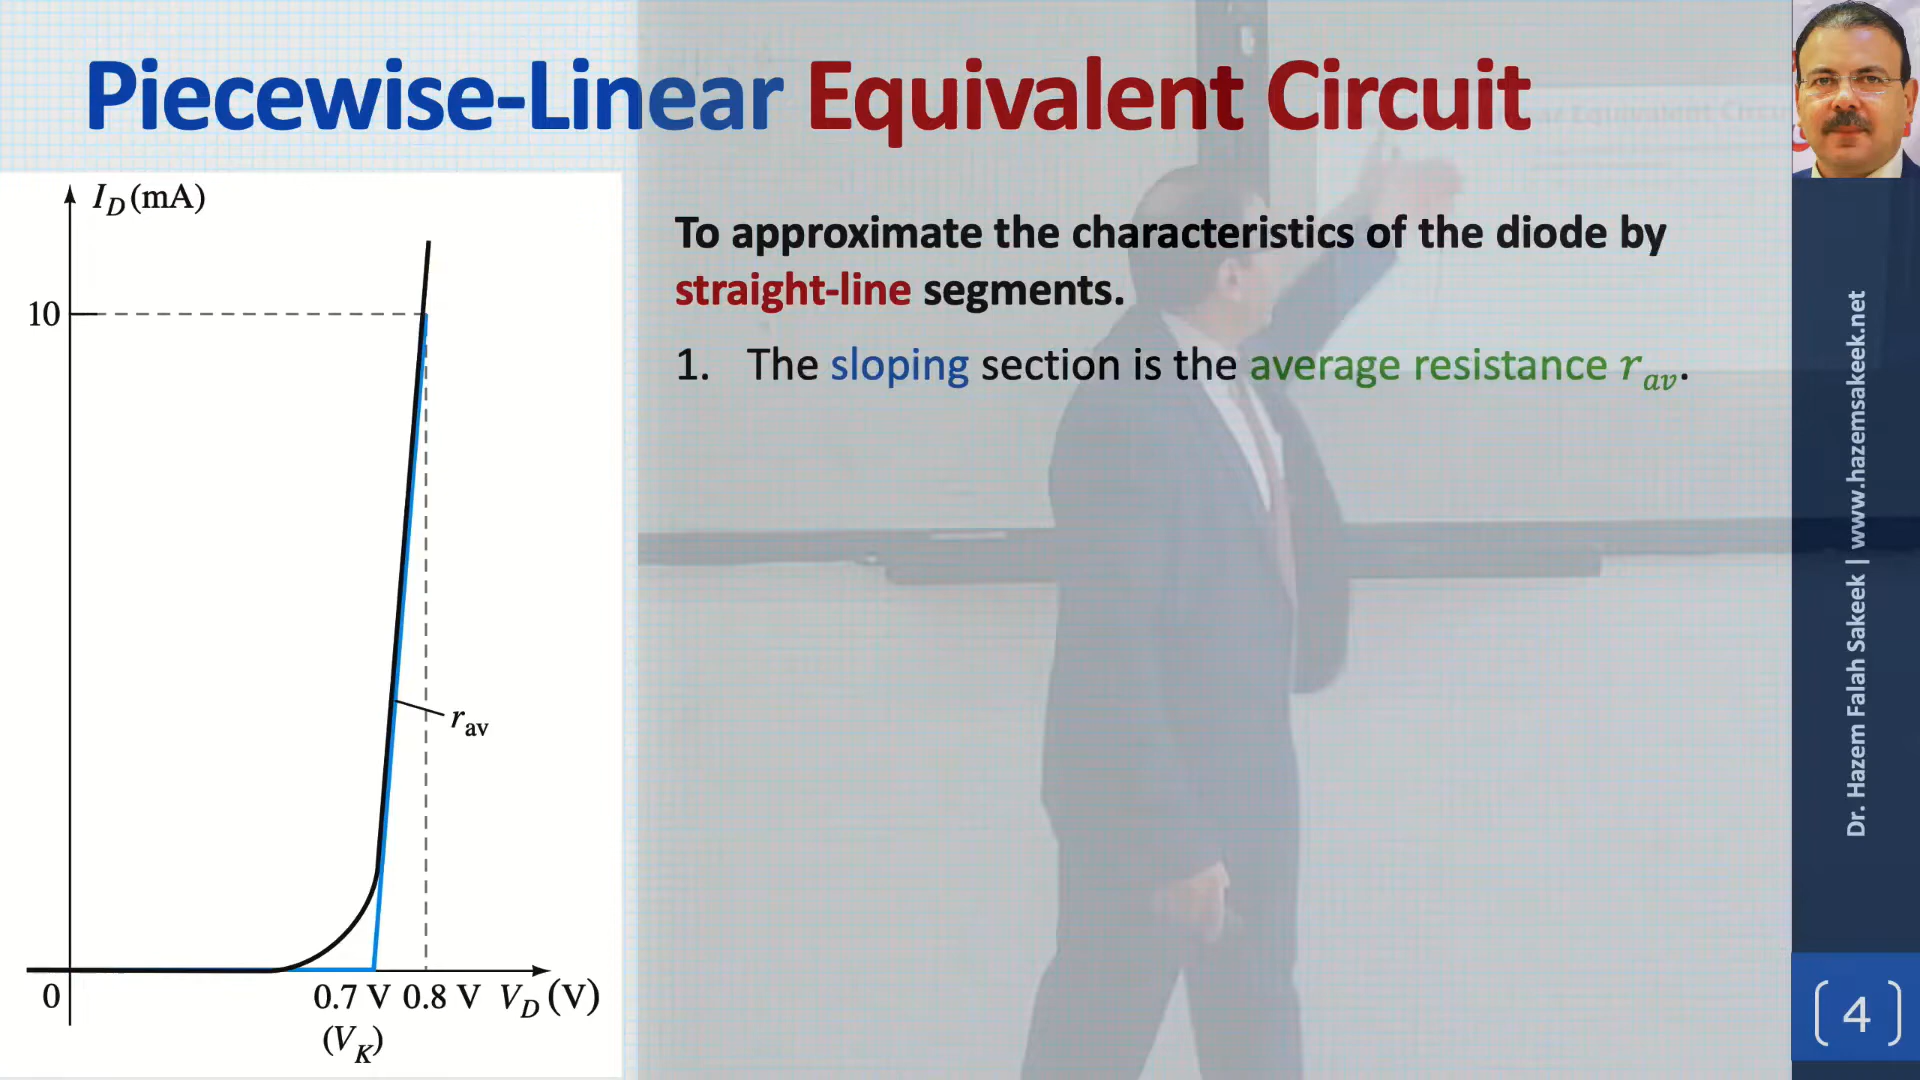 Piecewise-Linear Equivalent Circuit
I_D (mA)
10
r_av
0
0.7 V
0.8 V
V_D (V)
(V_K)
To approximate the characteristics of the diode by
straight-line segments.
1. The sloping section is the average resistance r_av.
Dr. Hazem Falah Sakeek | www.hazemsakeek.net
[4]